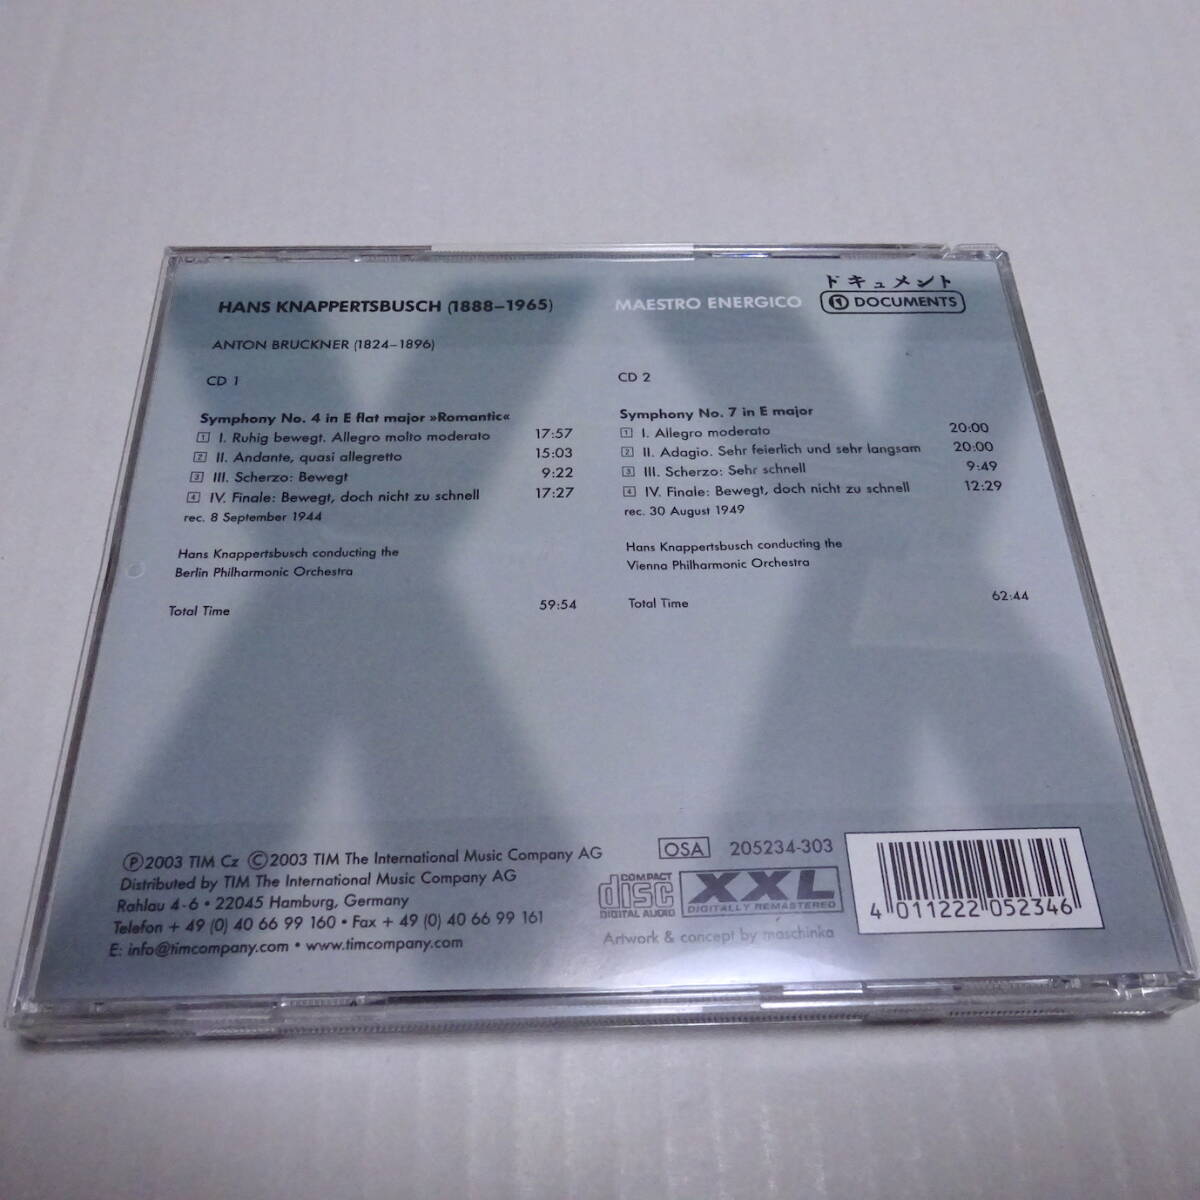 HANS KNAPPERTSBUSCH (1888–1965)
MAESTRO ENERGICO
ドキュメント
DOCUMENTS
ANTON BRUCKNER (1824–1896)
CD 1
Symphony No. 4 in E flat major »Romantic«
1 I. Ruhig bewegt. Allegro molto moderato 17:57
2 II. Andante, quasi allegretto 15:03
3 III. Scherzo: Bewegt 9:22
4 IV. Finale: Bewegt, doch nicht zu schnell 17:27
rec. 8 September 1944
Hans Knappertsbusch conducting the
Berlin Philharmonic Orchestra
Total Time 59:54
CD 2
Symphony No. 7 in E major
1 I. Allegro moderato 20:00
2 II. Adagio. Sehr feierlich und sehr langsam 20:00
3 III. Scherzo: Sehr schnell 9:49
4 IV. Finale: Bewegt, doch nicht zu schnell 12:29
rec. 30 August 1949
Hans Knappertsbusch conducting the
Vienna Philharmonic Orchestra
Total Time 62:44
Ⓟ2003 TIM Cz ©2003 TIM The International Music Company AG
Distributed by TIM The International Music Company AG
Rahlau 4-6 • 22045 Hamburg, Germany
Telefon + 49 (0) 40 66 99 160 • Fax + 49 (0) 40 66 99 161
E: info@timcompany.com • www.timcompany.com
OSA 205234-303
COMPACT
disc
DIGITAL AUDIO
XXL
DIGITALLY REMASTERED
Artwork & concept by maschinka
4 011222 052346